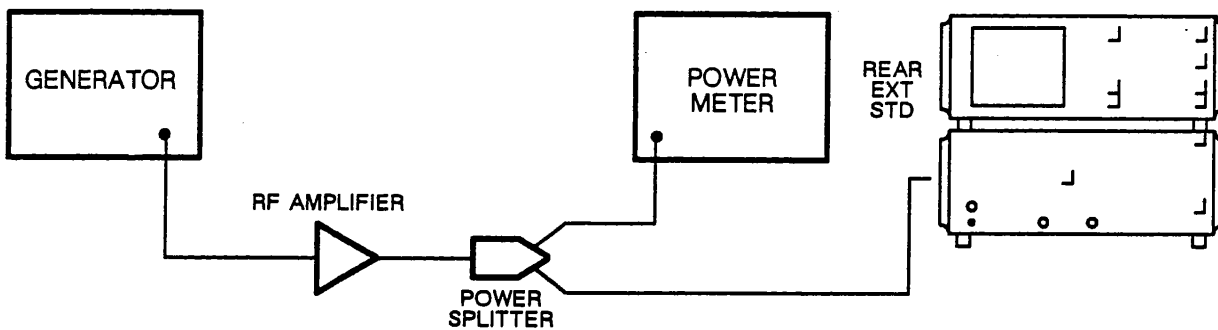 GENERATOR
POWER
METER
REAR
EXT
STD
RF AMPLIFIER
POWER
SPLITTER